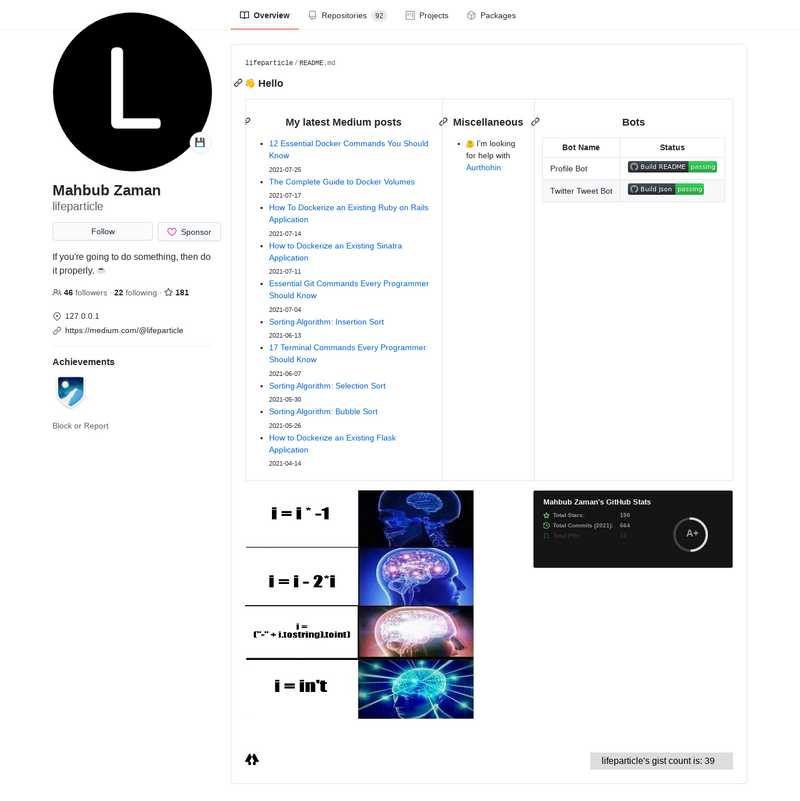 Overview
Repositories 92
Projects
Packages
L
Mahbub Zaman
lifeparticle
Follow
Sponsor
If you're going to do something, then do
it properly. ☕
46 followers · 22 following · 181
127.0.0.1
https://medium.com/@lifeparticle
Achievements
Block or Report
lifeparticle/README.md
👋 Hello
My latest Medium posts
12 Essential Docker Commands You Should
Know
2021-07-25
The Complete Guide to Docker Volumes
2021-07-17
How To Dockerize an Existing Ruby on Rails
Application
2021-07-14
How to Dockerize an Existing Sinatra
Application
2021-07-11
Essential Git Commands Every Programmer
Should Know
2021-07-04
Sorting Algorithm: Insertion Sort
2021-06-13
17 Terminal Commands Every Programmer
Should Know
2021-06-07
Sorting Algorithm: Selection Sort
2021-05-30
Sorting Algorithm: Bubble Sort
2021-05-26
How to Dockerize an Existing Flask
Application
2021-04-14
Miscellaneous
🤗 I'm looking
for help with
Aurthohin
Bots
Bot Name Status
Profile Bot Build README passing
Twitter Tweet Bot Build json passing
i = i * -1
i = i - 2*i
i =
("-" + i.tostring).toint)
i = in't
Mahbub Zaman's GitHub Stats
Total Stars: 190
Total Commits (2021): 664
Total PRs:
A+
lifeparticle's gist count is: 39